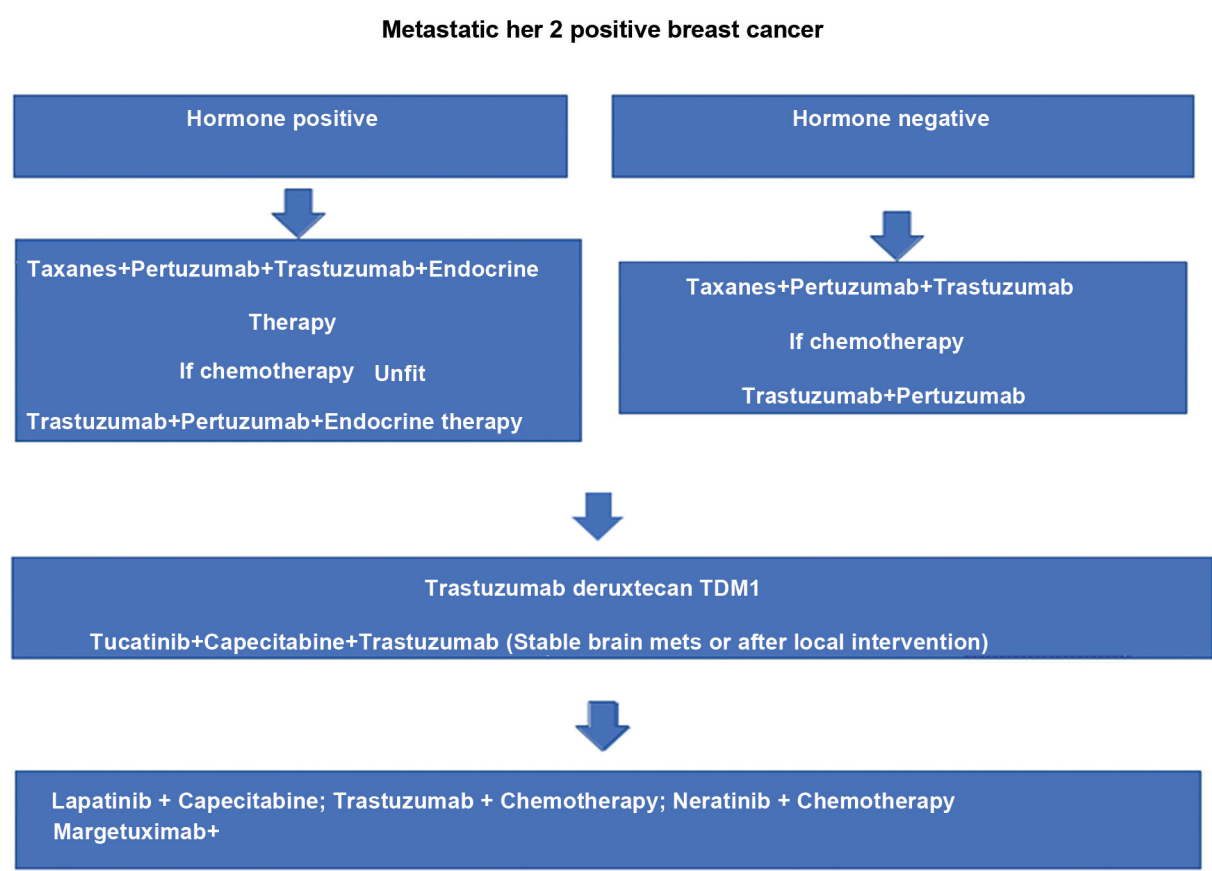 Metastatic her 2 positive breast cancer
Hormone positive
Hormone negative
Taxanes+Pertuzumab+Trastuzumab+Endocrine
Therapy
If chemotherapy Unfit
Trastuzumab+Pertuzumab+Endocrine therapy
Taxanes+Pertuzumab+Trastuzumab
If chemotherapy
Trastuzumab+Pertuzumab
Trastuzumab deruxtecan TDM1
Tucatinib+Capecitabine+Trastuzumab (Stable brain mets or after local intervention)
Lapatinib + Capecitabine; Trastuzumab + Chemotherapy; Neratinib + Chemotherapy
Margetuximab+